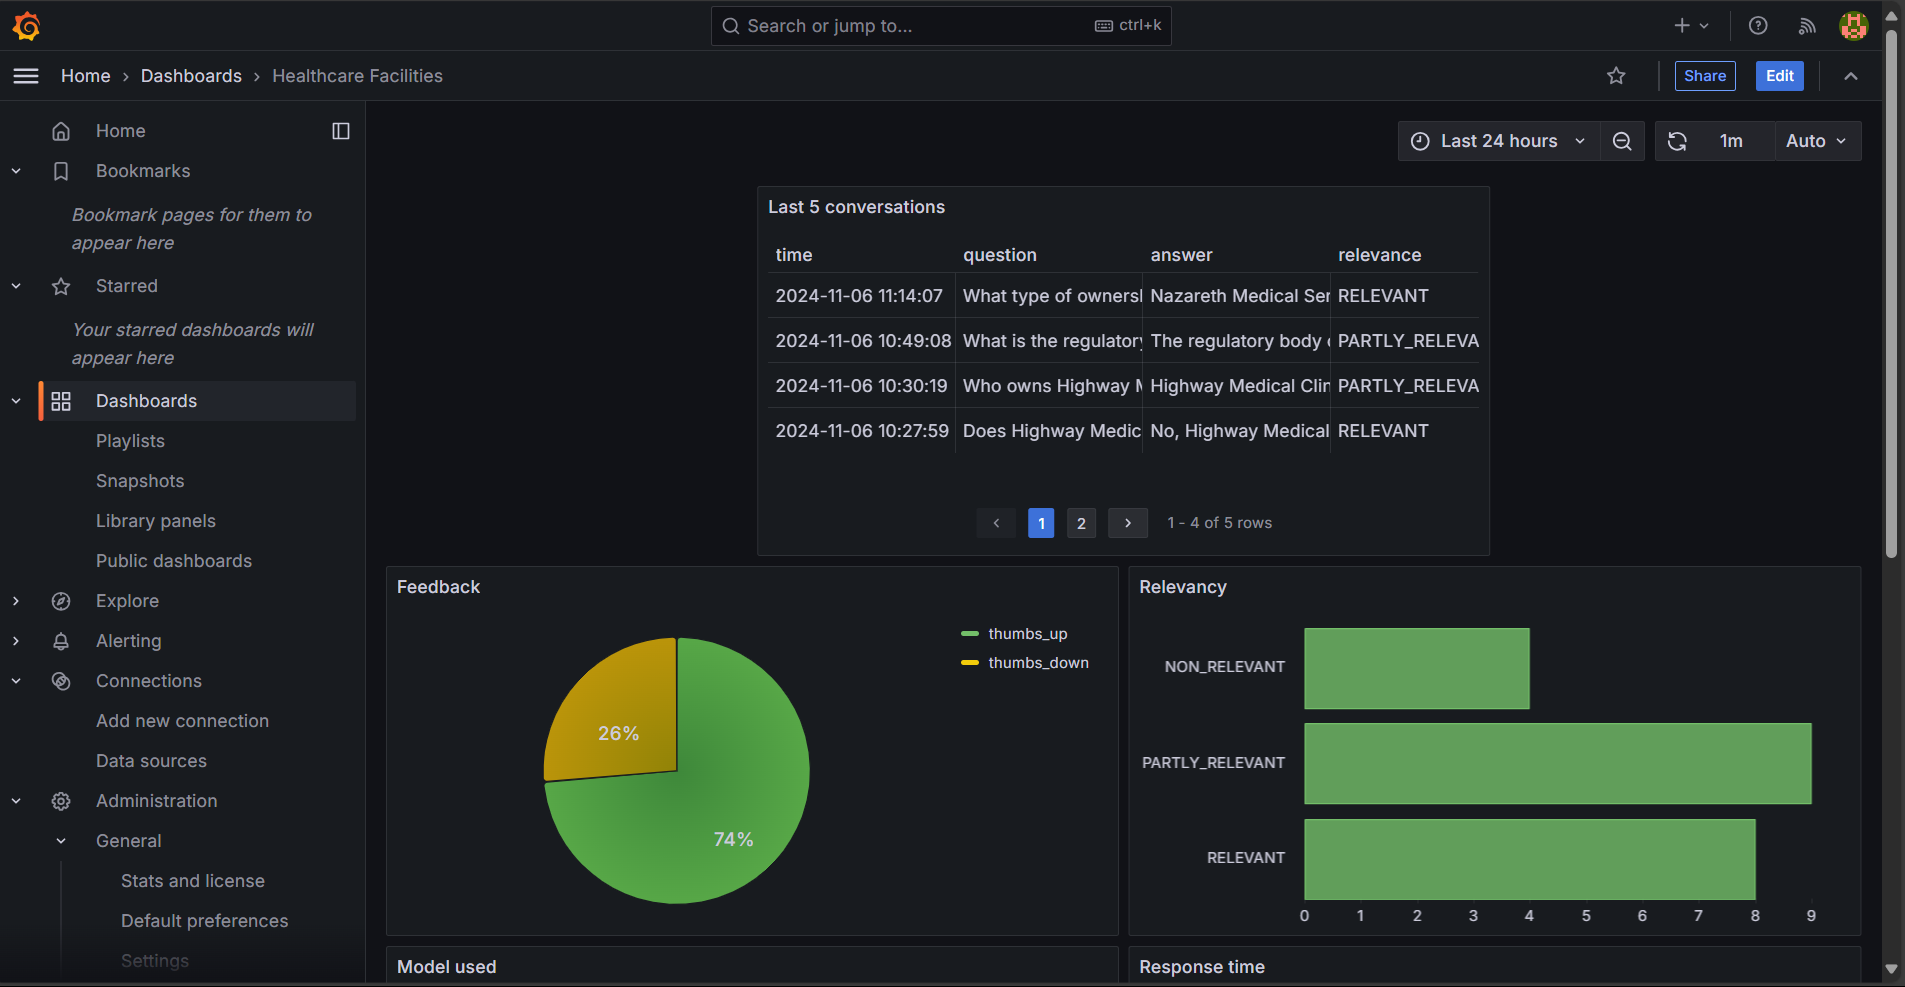 Search or jump to... ctrl+k
Home › Dashboards › Healthcare Facilities
Share
Edit
Home
Bookmarks
Bookmark pages for them to
appear here
Starred
Your starred dashboards will
appear here
Dashboards
Playlists
Snapshots
Library panels
Public dashboards
Explore
Alerting
Connections
Add new connection
Data sources
Administration
General
Stats and license
Default preferences
Settings
Last 24 hours
1m
Auto
Last 5 conversations
time question answer relevance
2024-11-06 11:14:07 What type of owners Nazareth Medical Ser RELEVANT
2024-11-06 10:49:08 What is the regulatory The regulatory body PARTLY_RELEVA
2024-11-06 10:30:19 Who owns Highway Highway Medical Clin PARTLY_RELEVA
2024-11-06 10:27:59 Does Highway Medic No, Highway Medical RELEVANT
1 2 1 - 4 of 5 rows
Feedback
thumbs_up
thumbs_down
26%
74%
Relevancy
NON_RELEVANT
PARTLY_RELEVANT
RELEVANT
0 1 2 3 4 5 6 7 8 9
Model used
Response time